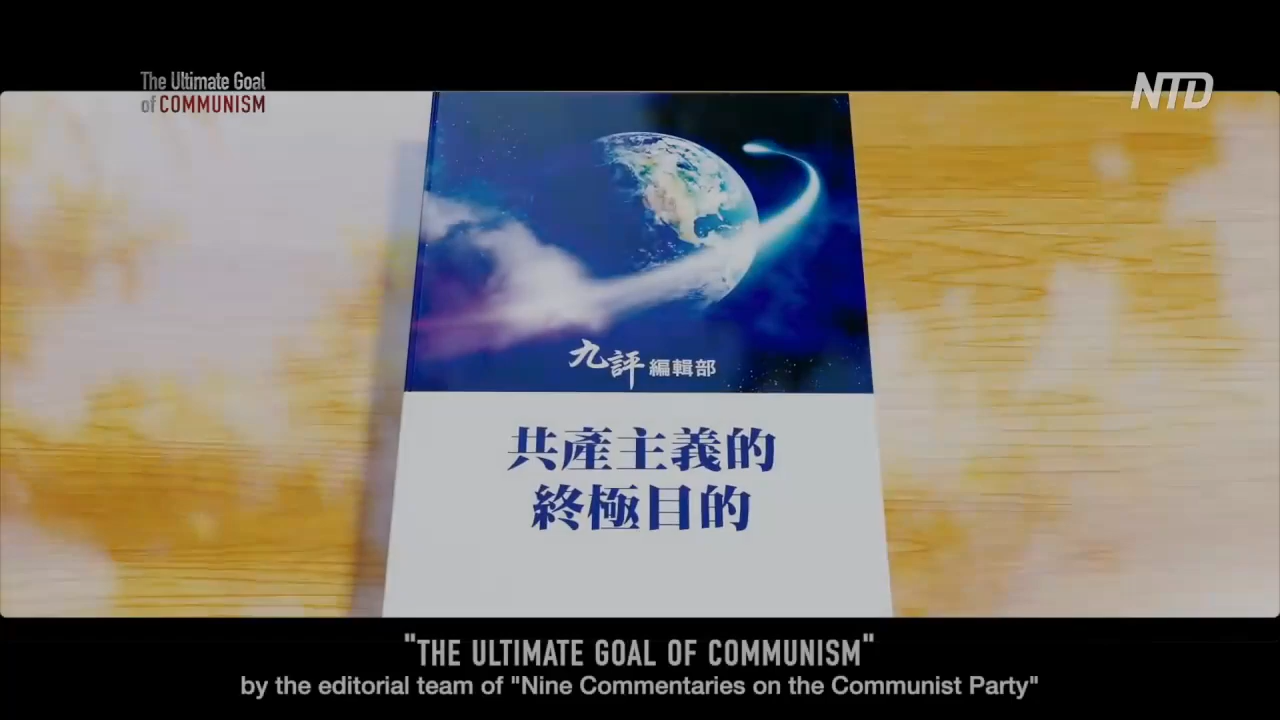 The Ultimate Goal
of COMMUNISM
NTD
九評編輯部
共產主義的
終極目的
"THE ULTIMATE GOAL OF COMMUNISM"
by the editorial team of "Nine Commentaries on the Communist Party"